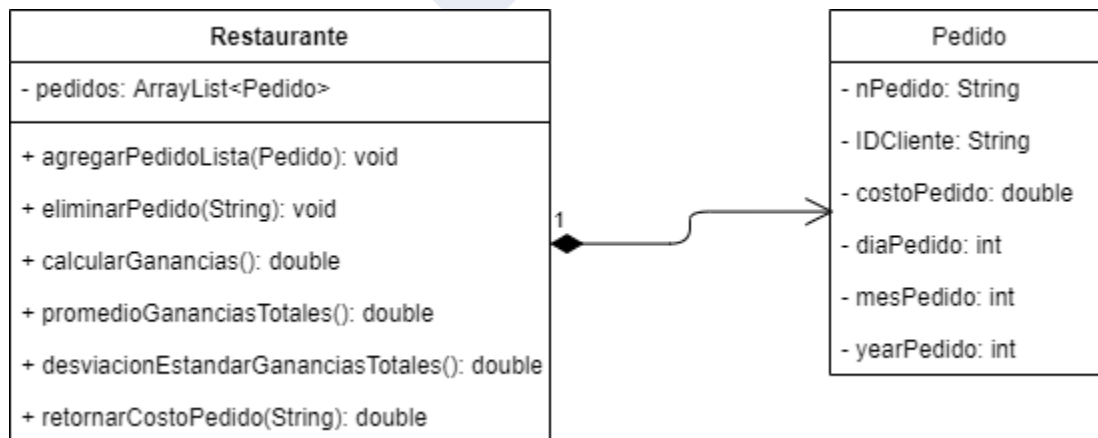 Restaurante
- pedidos: ArrayList<Pedido>
+ agregarPedidoLista(Pedido): void
+ eliminarPedido(String): void
+ calcularGanancias(): double
+ promedioGananciasTotales(): double
+ desviacionEstandarGananciasTotales(): double
+ retornarCostoPedido(String): double
1
Pedido
- nPedido: String
- IDCliente: String
- costoPedido: double
- diaPedido: int
- mesPedido: int
- yearPedido: int